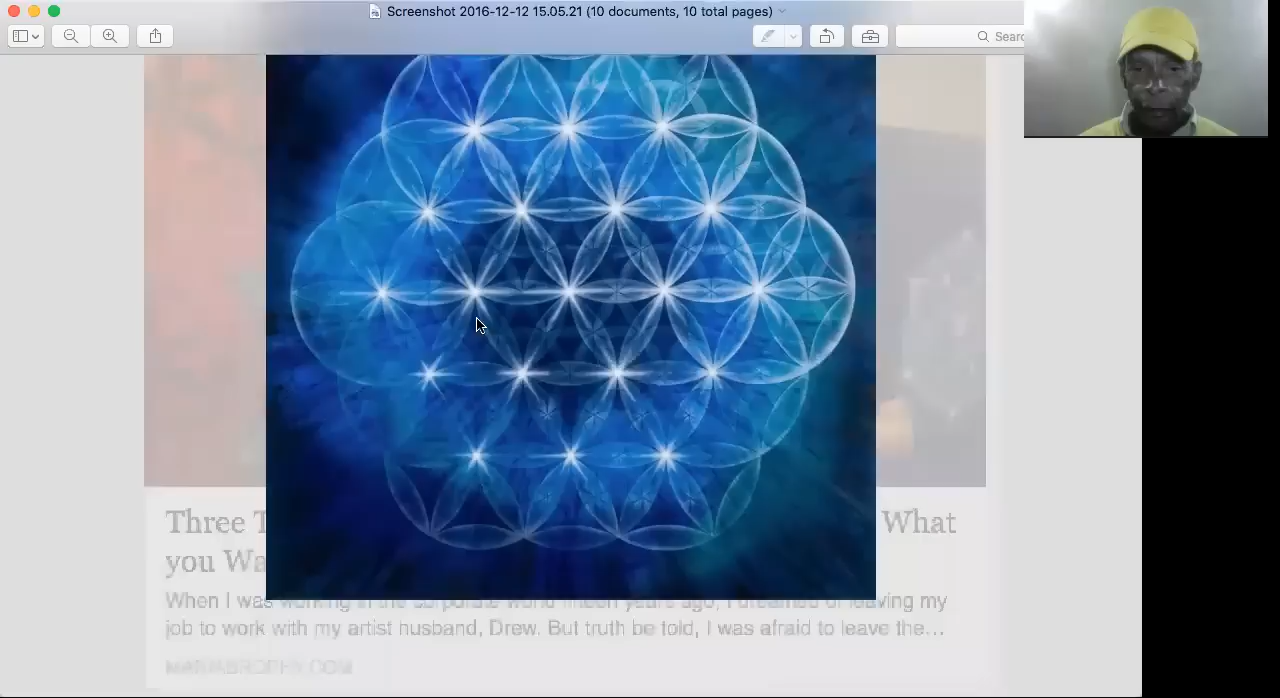 Screenshot 2016-12-12 15.05.21 (10 documents, 10 total pages)
Searc
Three T What
you Wa
When I was working in the corporate world fifteen years ago, I dreamed of leaving my
job to work with my artist husband, Drew. But truth be told, I was afraid to leave the...
MARIABROPHY.COM